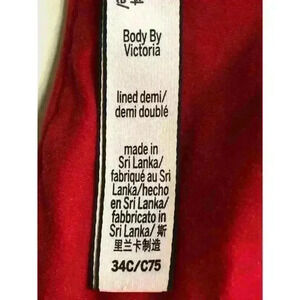 Body By
Victoria
lined demi/
demi doublé
made in
Sri Lanka/
fabriqué au Sri
Lanka/hecho
en Sri Lanka/
fabbricato in
Sri Lanka/ 斯
里兰卡制造
34C/C75